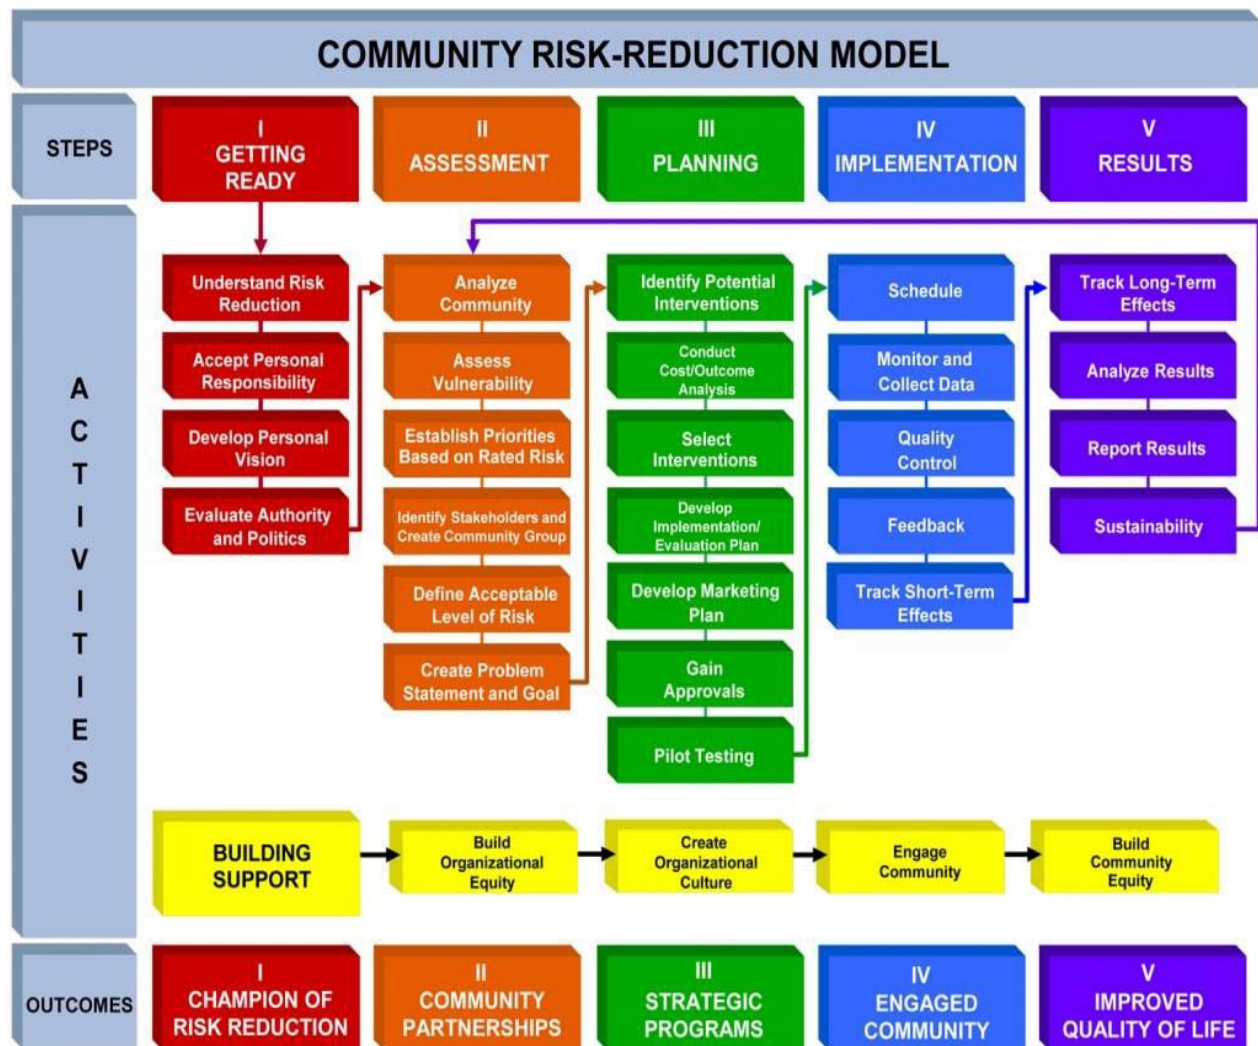 COMMUNITY RISK-REDUCTION MODEL
STEPS
I
GETTING
READY
II
ASSESSMENT
III
PLANNING
IV
IMPLEMENTATION
V
RESULTS
A
C
T
I
V
I
T
I
E
S
Understand Risk
Reduction
Accept Personal
Responsibility
Develop Personal
Vision
Evaluate Authority
and Politics
Analyze
Community
Assess
Vulnerability
Establish Priorities
Based on Rated Risk
Identify Stakeholders and
Create Community Group
Define Acceptable
Level of Risk
Create Problem
Statement and Goal
Identify Potential
Interventions
Conduct
Cost/Outcome
Analysis
Select
Interventions
Develop
Implementation/
Evaluation Plan
Develop Marketing
Plan
Gain
Approvals
Pilot Testing
Schedule
Monitor and
Collect Data
Quality
Control
Feedback
Track Short-Term
Effects
Track Long-Term
Effects
Analyze Results
Report Results
Sustainability
BUILDING
SUPPORT
Build
Organizational
Equity
Create
Organizational
Culture
Engage
Community
Build
Community
Equity
OUTCOMES
I
CHAMPION OF
RISK REDUCTION
II
COMMUNITY
PARTNERSHIPS
III
STRATEGIC
PROGRAMS
IV
ENGAGED
COMMUNITY
V
IMPROVED
QUALITY OF LIFE